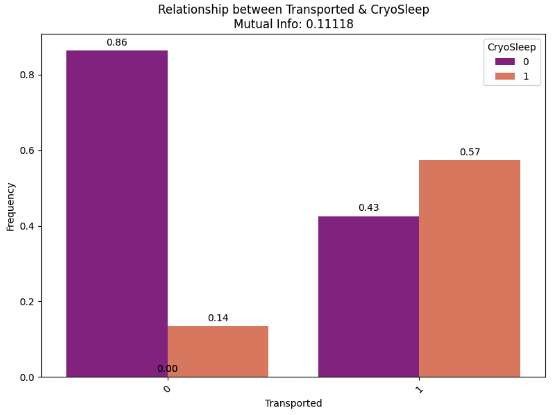 Relationship between Transported & CryoSleep
Mutual Info: 0.11118
CryoSleep
0
1
0.86
0.14
0.43
0.57
0.00
Frequency
0.8
0.6
0.4
0.2
0.0
0
1
Transported